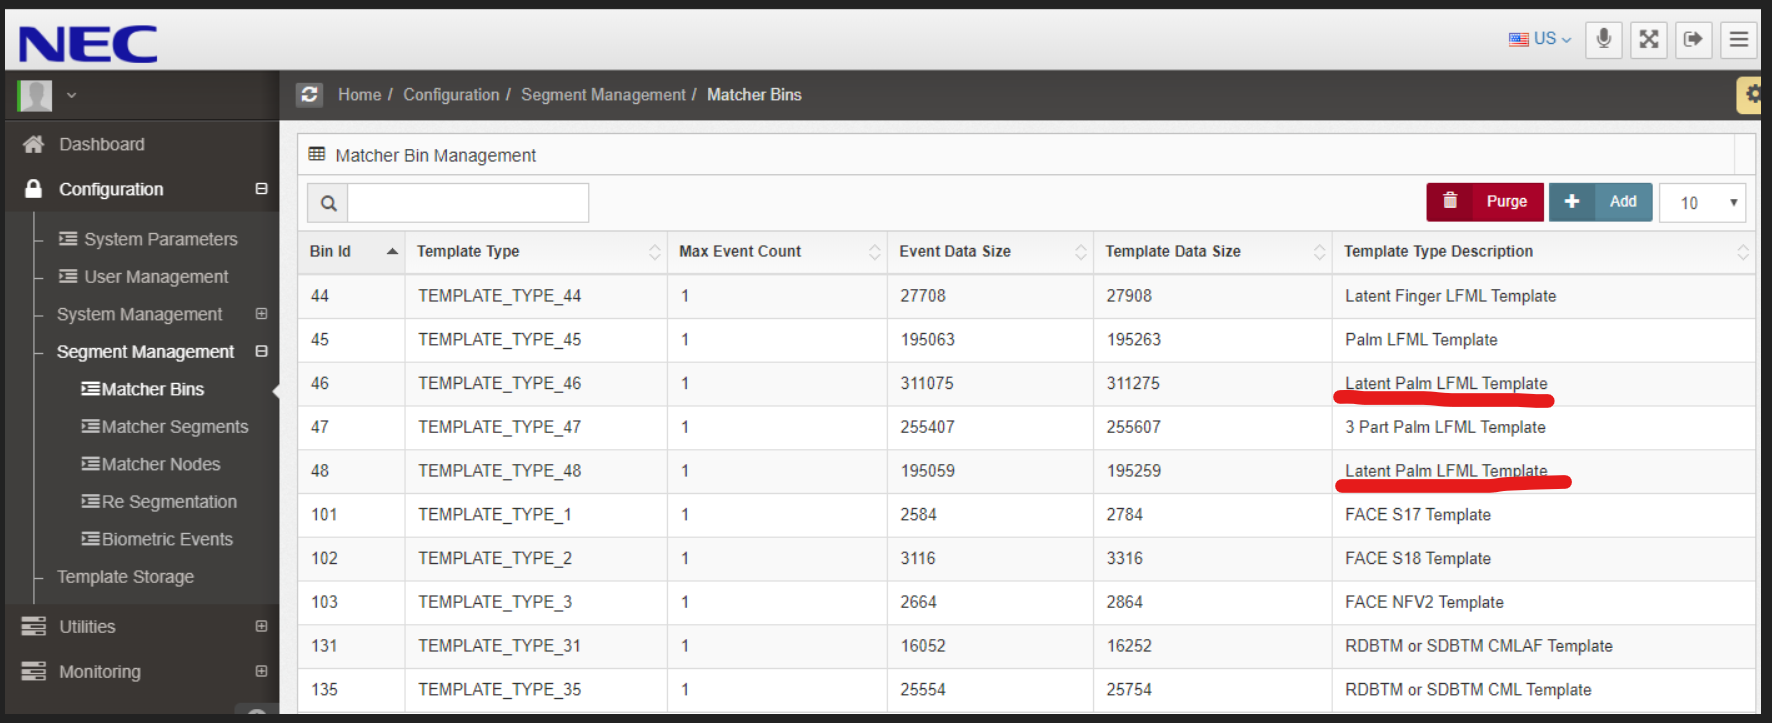 NEC
US
Home / Configuration / Segment Management / Matcher Bins
Dashboard
Configuration
System Parameters
User Management
System Management
Segment Management
Matcher Bins
Matcher Segments
Matcher Nodes
Re Segmentation
Biometric Events
Template Storage
Utilities
Monitoring
Matcher Bin Management
Purge Add 10
Bin Id Template Type Max Event Count Event Data Size Template Data Size Template Type Description
44 TEMPLATE_TYPE_44 1 27708 27908 Latent Finger LFML Template
45 TEMPLATE_TYPE_45 1 195063 195263 Palm LFML Template
46 TEMPLATE_TYPE_46 1 311075 311275 Latent Palm LFML Template
47 TEMPLATE_TYPE_47 1 255407 255607 3 Part Palm LFML Template
48 TEMPLATE_TYPE_48 1 195059 195259 Latent Palm LFML Template
101 TEMPLATE_TYPE_1 1 2584 2784 FACE S17 Template
102 TEMPLATE_TYPE_2 1 3116 3316 FACE S18 Template
103 TEMPLATE_TYPE_3 1 2664 2864 FACE NFV2 Template
131 TEMPLATE_TYPE_31 1 16052 16252 RDBTM or SDBTM CMLAF Template
135 TEMPLATE_TYPE_35 1 25554 25754 RDBTM or SDBTM CML Template